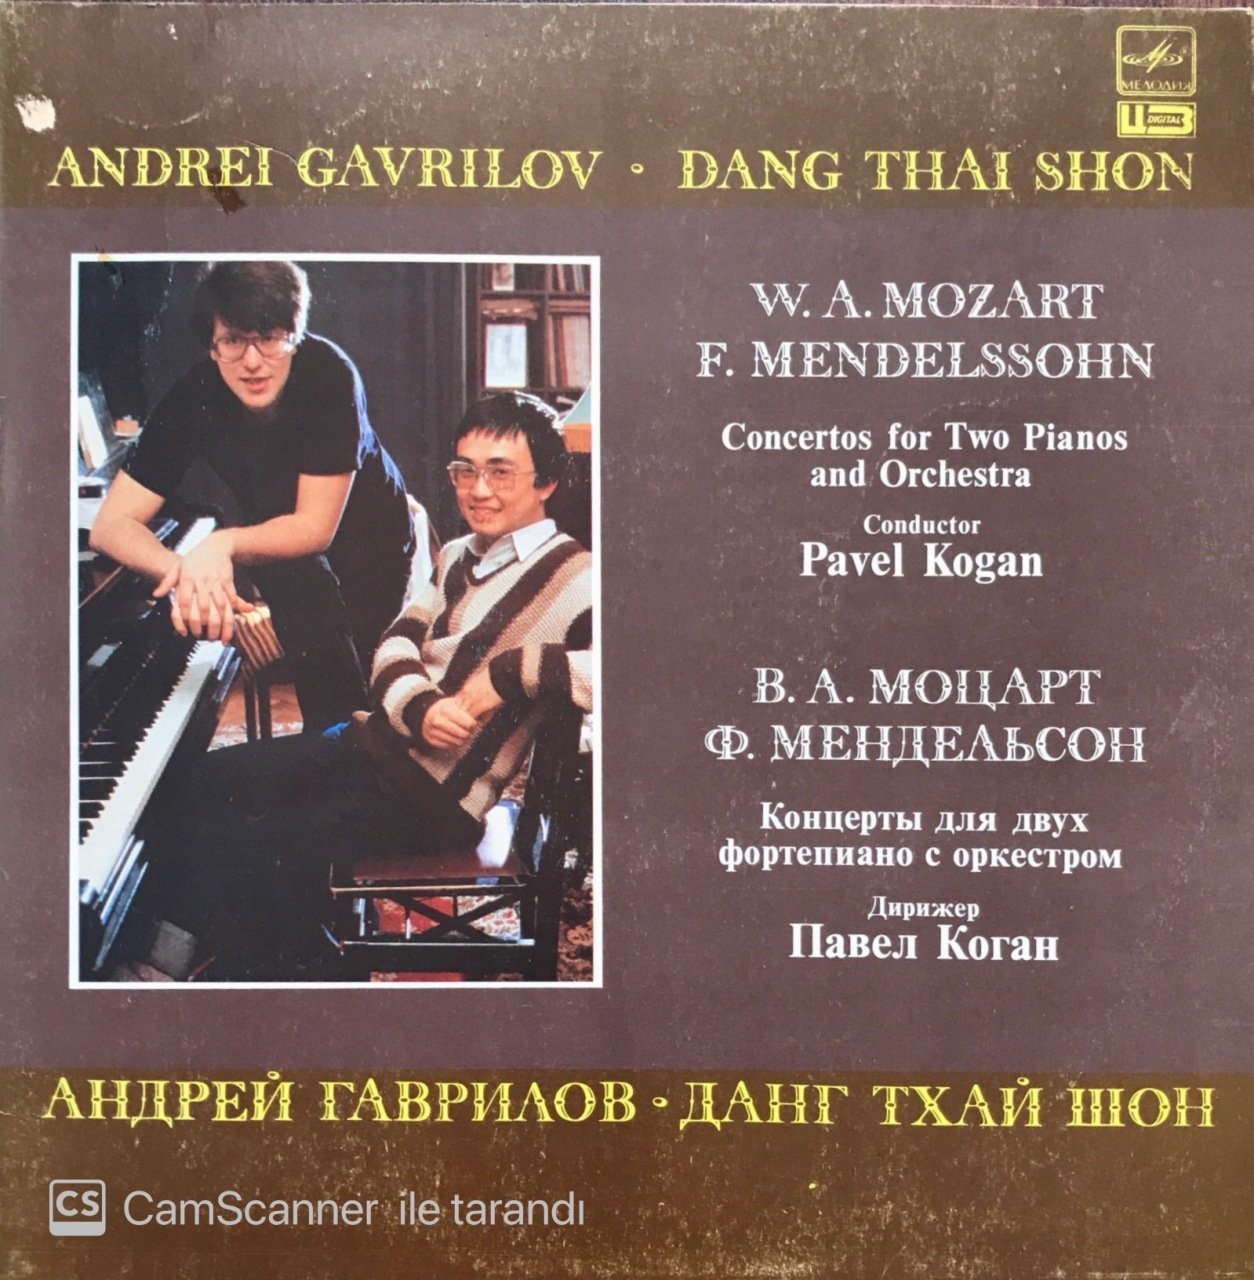 МЕЛОДИЯ
ЦЗ DIGITAL
ANDREI GAVRILOV · DANG THAI SHON
W. A. MOZART
F. MENDELSSOHN
Concertos for Two Pianos
and Orchestra
Conductor
Pavel Kogan
В. А. МОЦАРТ
Ф. МЕНДЕЛЬСОН
Концерты для двух
фортепиано с оркестром
Дирижер
Павел Коган
АНДРЕЙ ГАВРИЛОВ · ДАНГ ТХАЙ ШОН
CS CamScanner ile tarandı